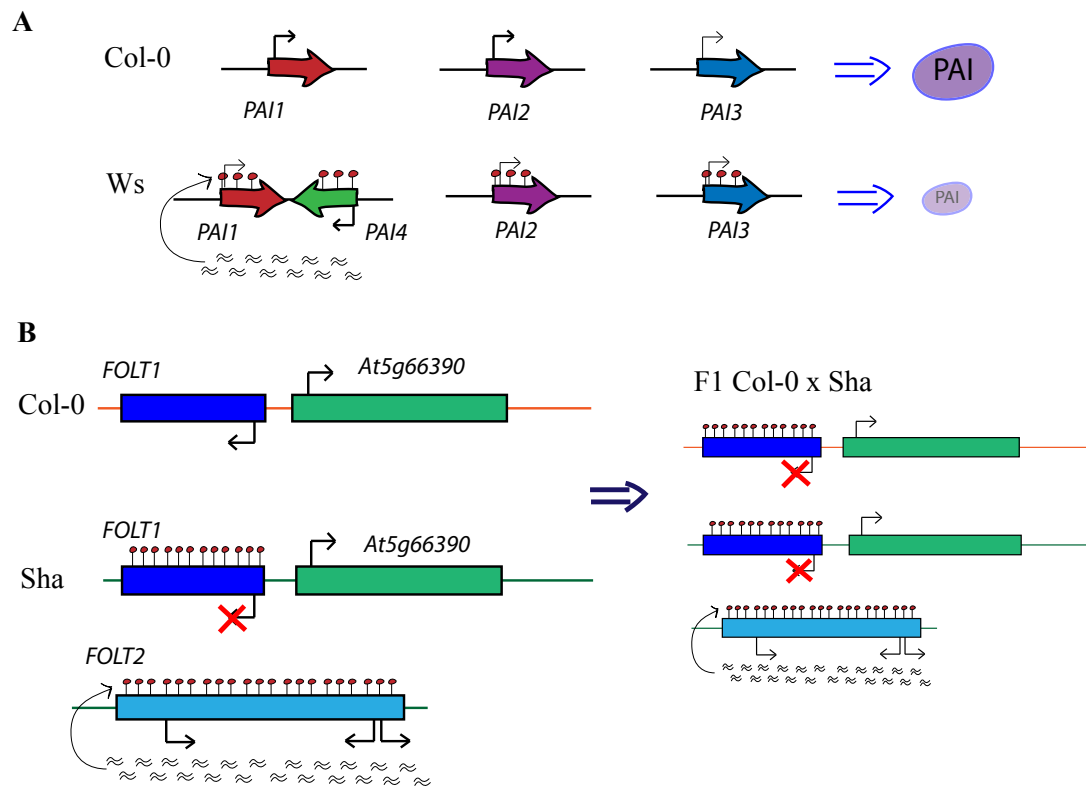 A
Col-0
PAI1
PAI2
PAI3
PAI
Ws
PAI1
PAI4
PAI2
PAI3
PAI
B
FOLT1
At5g66390
Col-0
F1 Col-0 x Sha
FOLT1
At5g66390
Sha
FOLT2